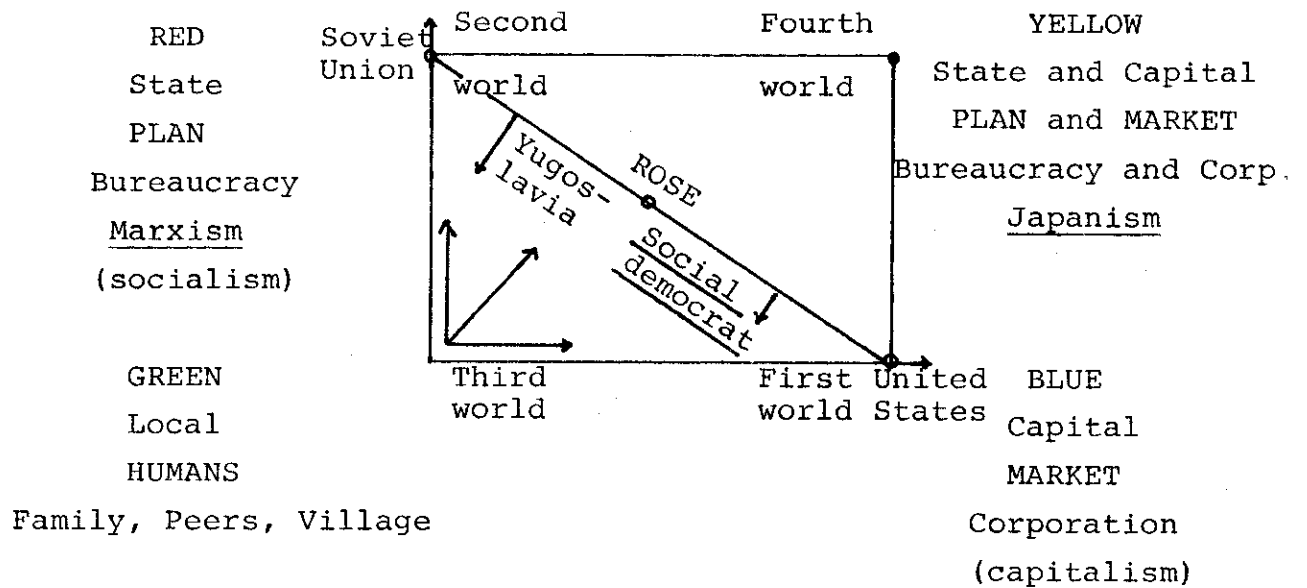 RED
State
PLAN
Bureaucracy
Marxism
(socialism)
Soviet
Union
Second
world
Fourth
world
YELLOW
State and Capital
PLAN and MARKET
Bureaucracy and Corp.
Japanism
Yugos-
lavia
ROSE
Social
democrat
GREEN
Local
HUMANS
Family, Peers, Village
Third
world
First
world
United
States
BLUE
Capital
MARKET
Corporation
(capitalism)